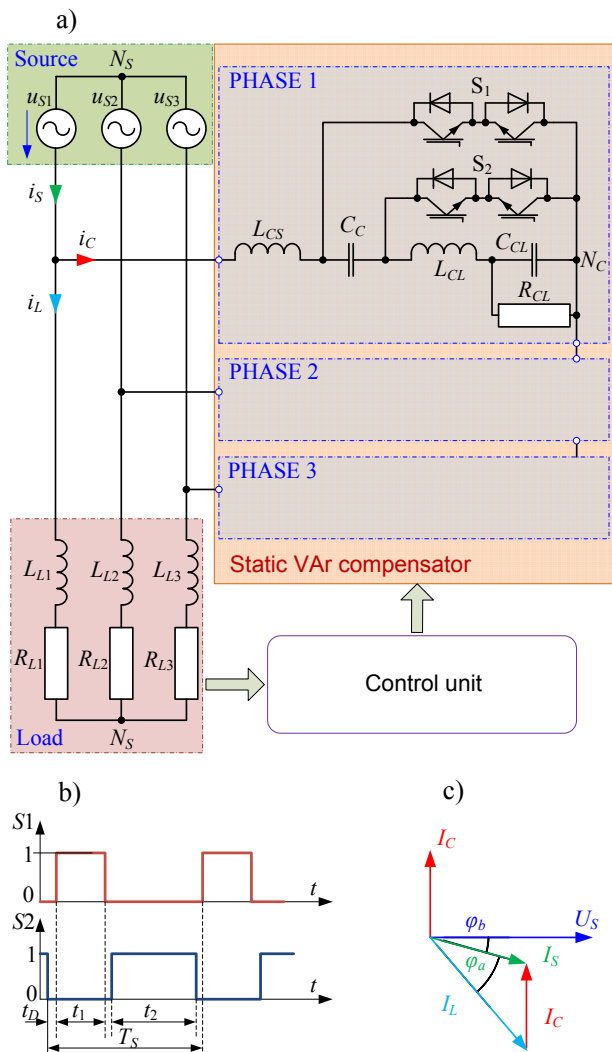 a)
Source
N_S
u_S1 u_S2 u_S3
PHASE 1
S_1
S_2
i_S
i_C
L_CS
C_C
L_CL
C_CL
N_C
R_CL
i_L
PHASE 2
PHASE 3
Static VAr compensator
L_L1 L_L2 L_L3
R_L1 R_L2 R_L3
Control unit
N_S
Load
b)
S1
1
0
t
S2
1
0
t
t_D t_1 t_2
T_S
c)
I_C
φ_b
U_S
φ_a
I_S
I_L
I_C